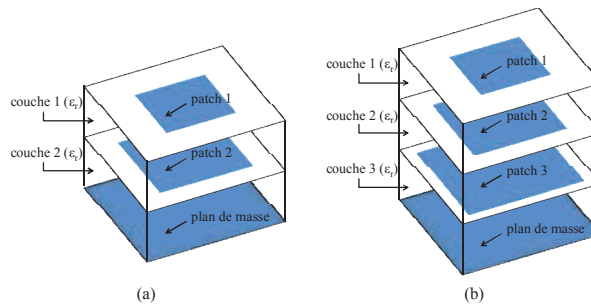 couche 1 (εr)
patch 1
couche 2 (εr)
patch 2
plan de masse
(a)
couche 1 (εr)
patch 1
couche 2 (εr)
patch 2
couche 3 (εr)
patch 3
plan de masse
(b)